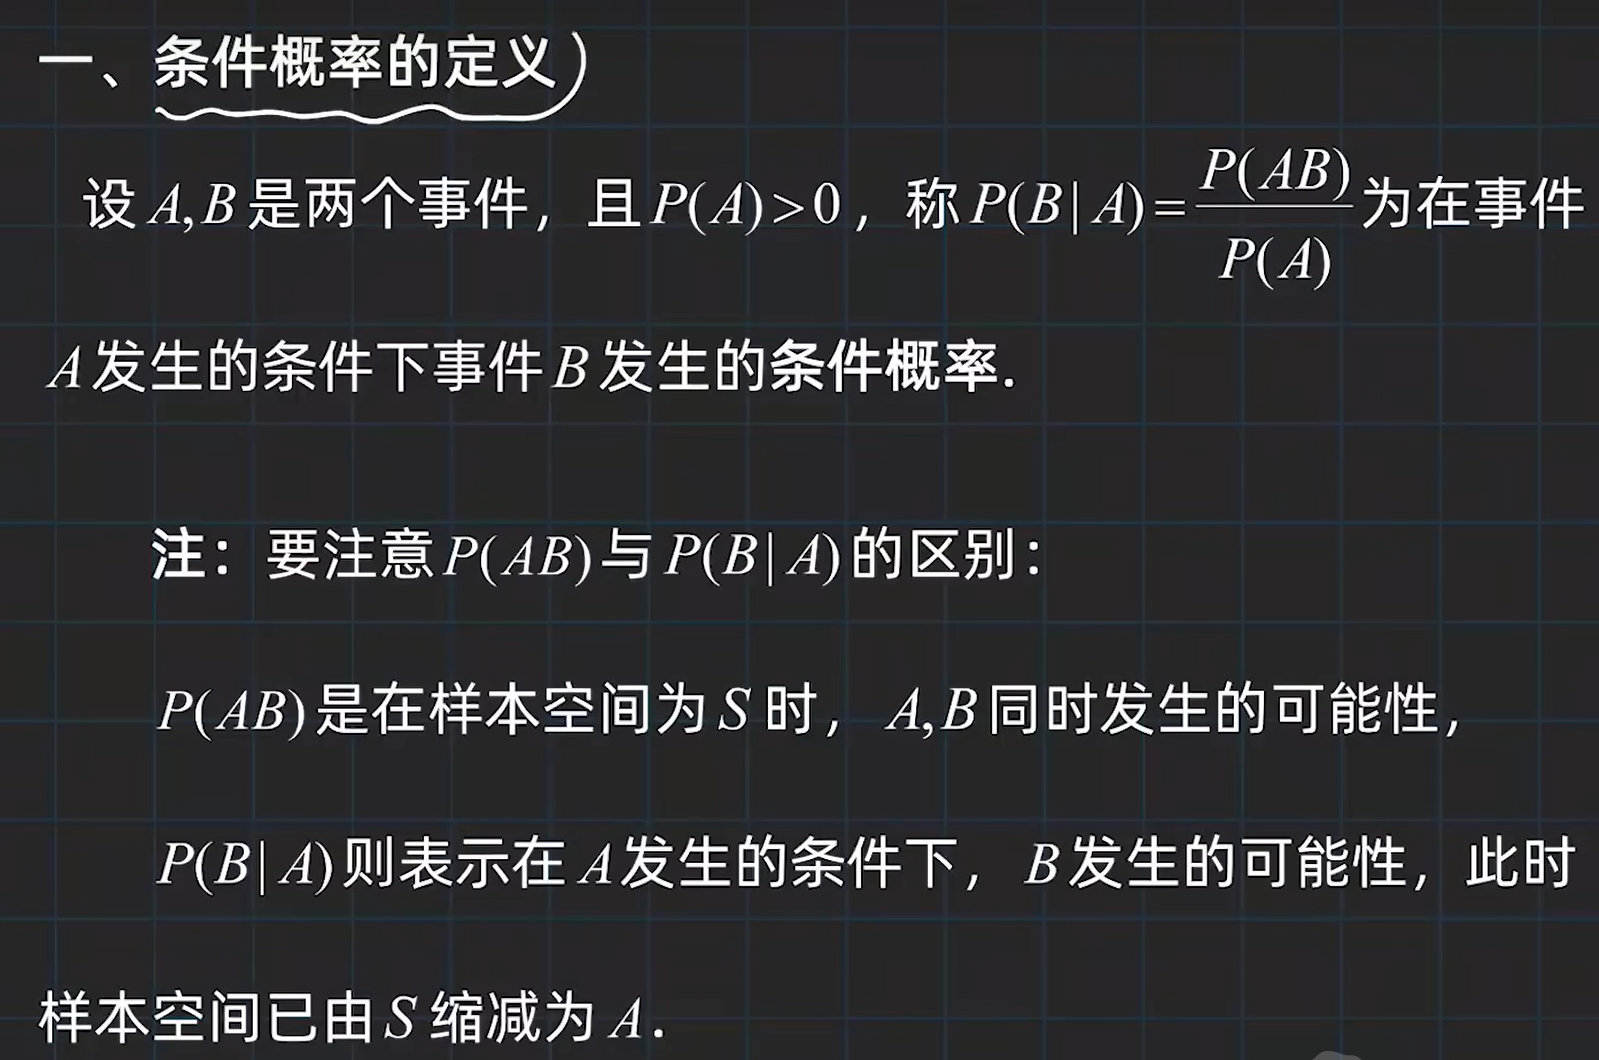 一、条件概率的定义
设 A,B 是两个事件，且 P(A)>0，称 P(B|A)=P(AB)/P(A) 为在事件
A 发生的条件下事件 B 发生的条件概率.
注：要注意 P(AB) 与 P(B|A) 的区别：
P(AB) 是在样本空间为 S 时， A,B 同时发生的可能性，
P(B|A) 则表示在 A 发生的条件下， B 发生的可能性，此时
样本空间已由 S 缩减为 A.